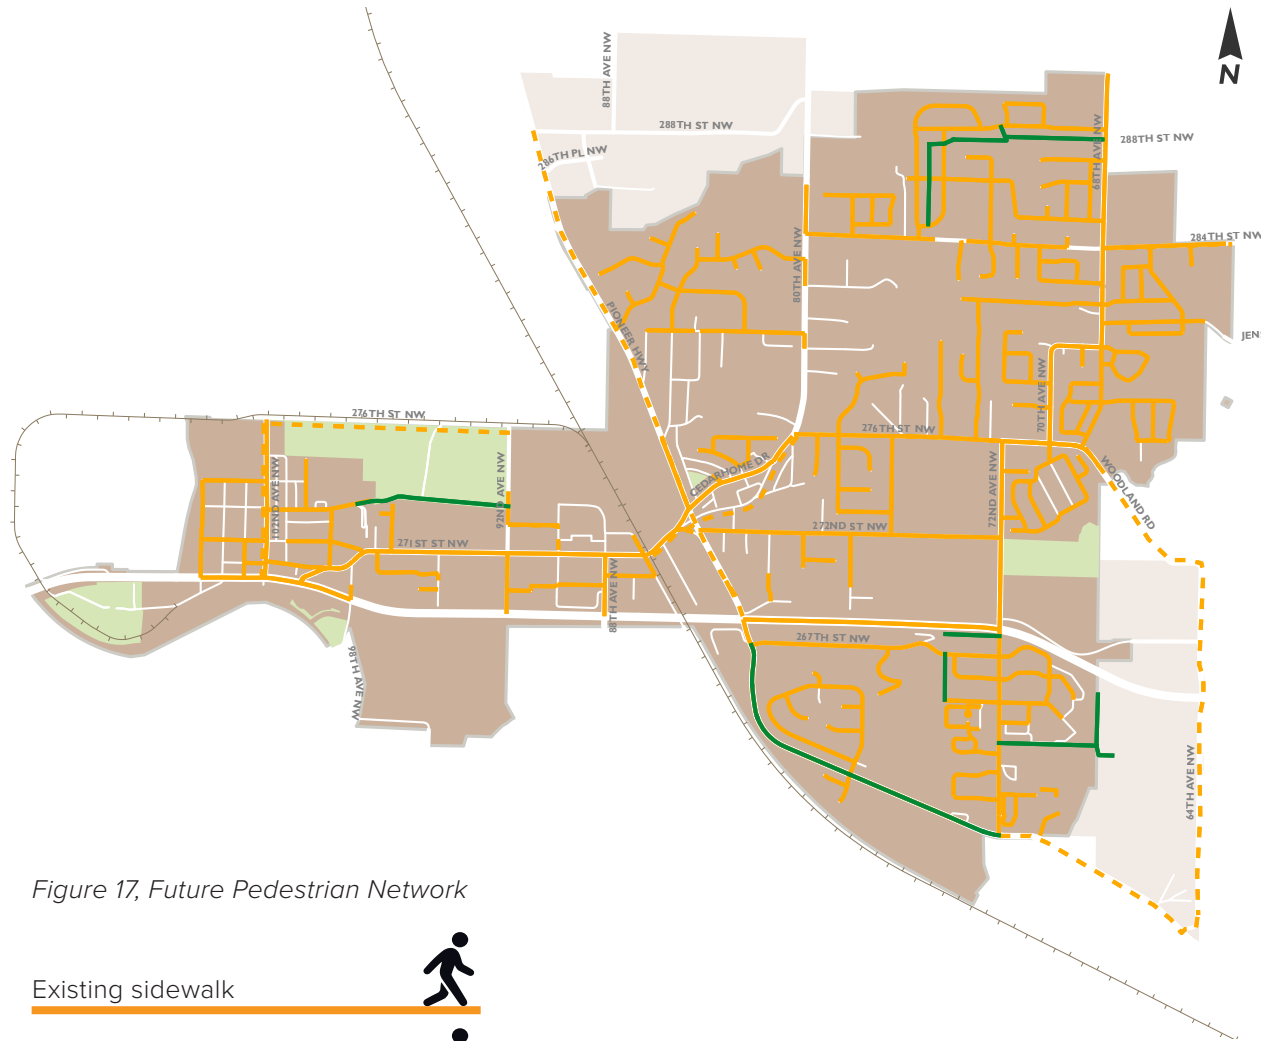 88TH AVE NW
N
288TH ST NW
68TH AVE NW
288TH ST NW
286TH PL NW
284TH ST NW
80TH AVE NW
PIONEER HWY
JEN
70TH AVE NW
276TH ST NW
276TH ST NW
CEDARHOME DR
WOODLAND RD
102ND AVE NW
92ND AVE NW
72ND AVE NW
272ND ST NW
271ST ST NW
88TH AVE NW
267TH ST NW
98TH AVE NW
64TH AVE NW
Figure 17, Future Pedestrian Network
Existing sidewalk